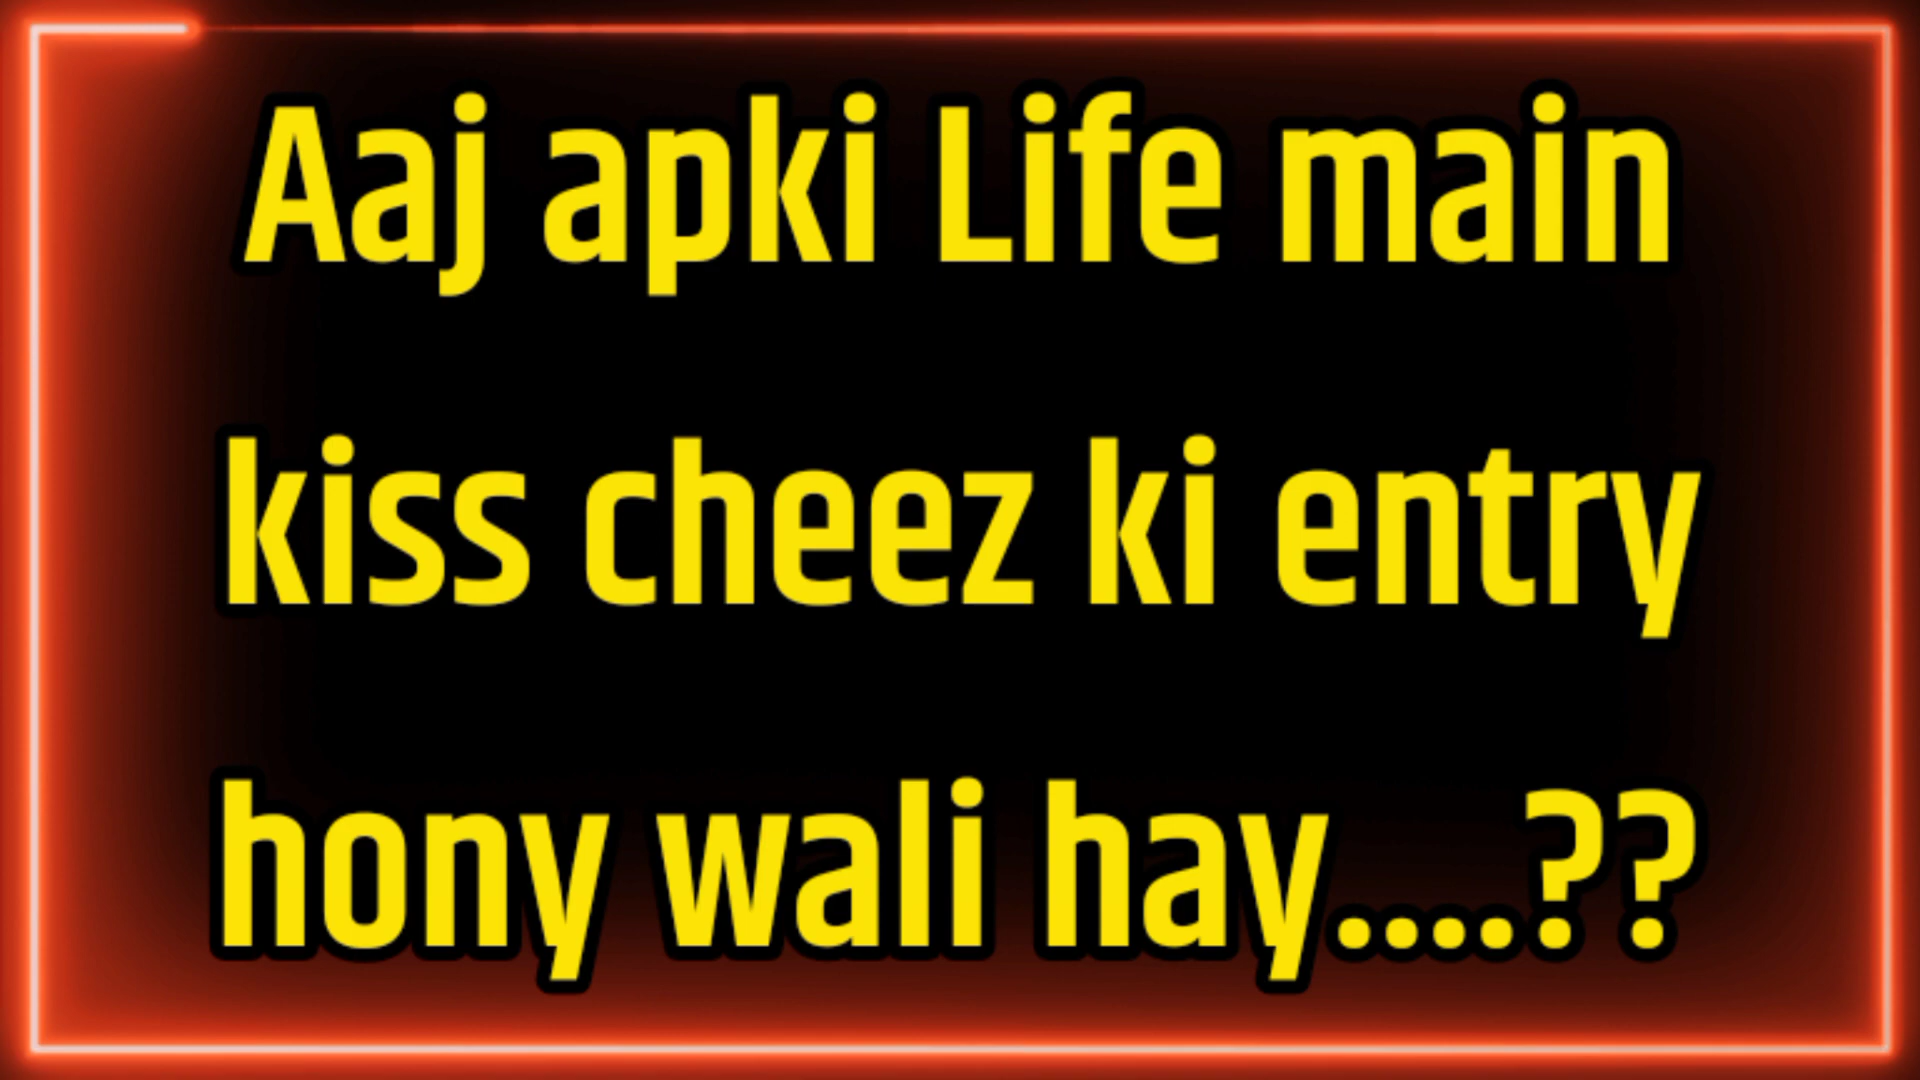 Aaj apki Life main
kiss cheez ki entry
hony wali hay....??